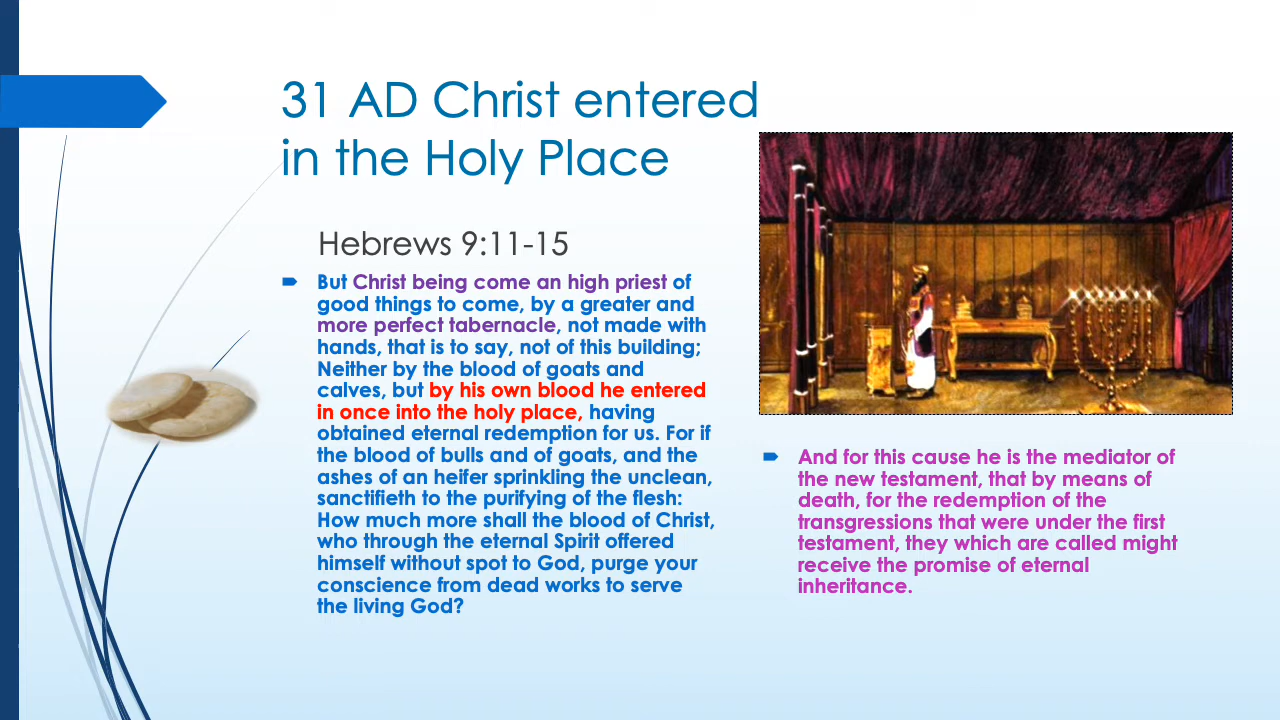 31 AD Christ entered
in the Holy Place
Hebrews 9:11-15
But Christ being come an high priest of
good things to come, by a greater and
more perfect tabernacle, not made with
hands, that is to say, not of this building;
Neither by the blood of goats and
calves, but by his own blood he entered
in once into the holy place, having
obtained eternal redemption for us. For if
the blood of bulls and of goats, and the
ashes of an heifer sprinkling the unclean,
sanctifieth to the purifying of the flesh:
How much more shall the blood of Christ,
who through the eternal Spirit offered
himself without spot to God, purge your
conscience from dead works to serve
the living God?
And for this cause he is the mediator of
the new testament, that by means of
death, for the redemption of the
transgressions that were under the first
testament, they which are called might
receive the promise of eternal
inheritance.